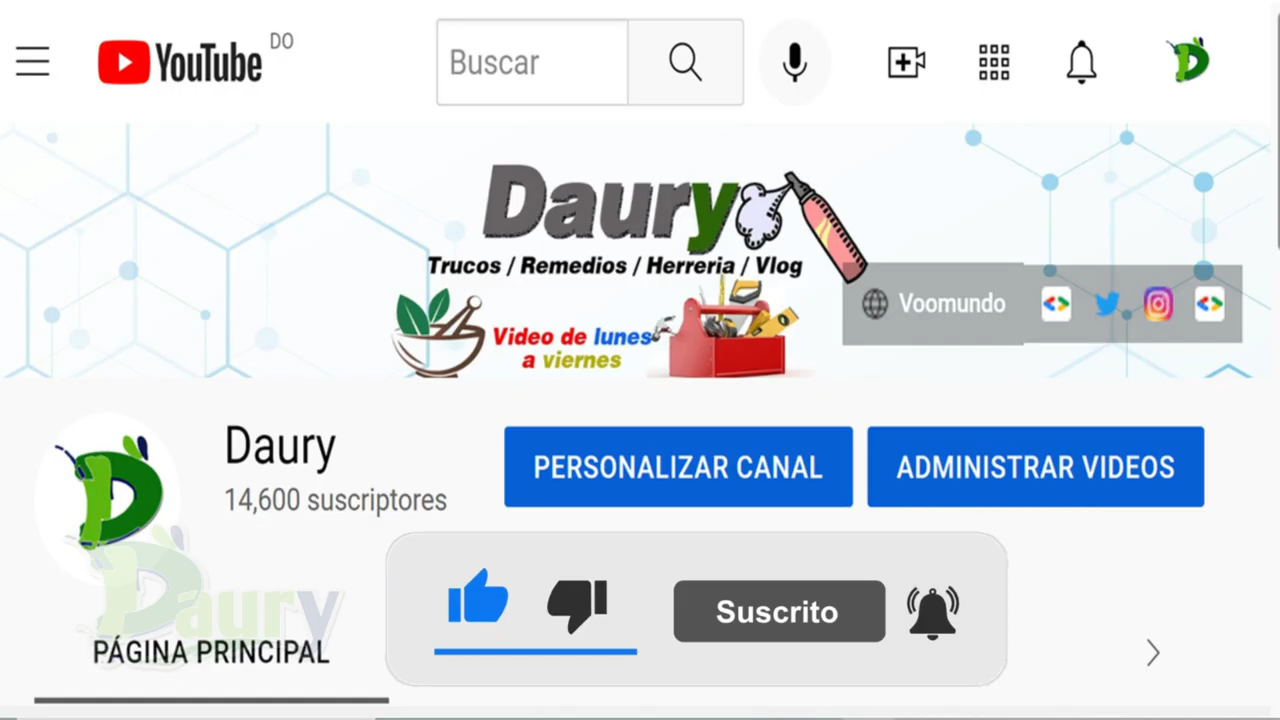 YouTube DO
Buscar
Daury
Trucos / Remedios / Herreria / Vlog
Voomundo
Video de lunes
a viernes
Daury
14,600 suscriptores
PERSONALIZAR CANAL
ADMINISTRAR VIDEOS
Daury
Suscrito
PÁGINA PRINCIPAL